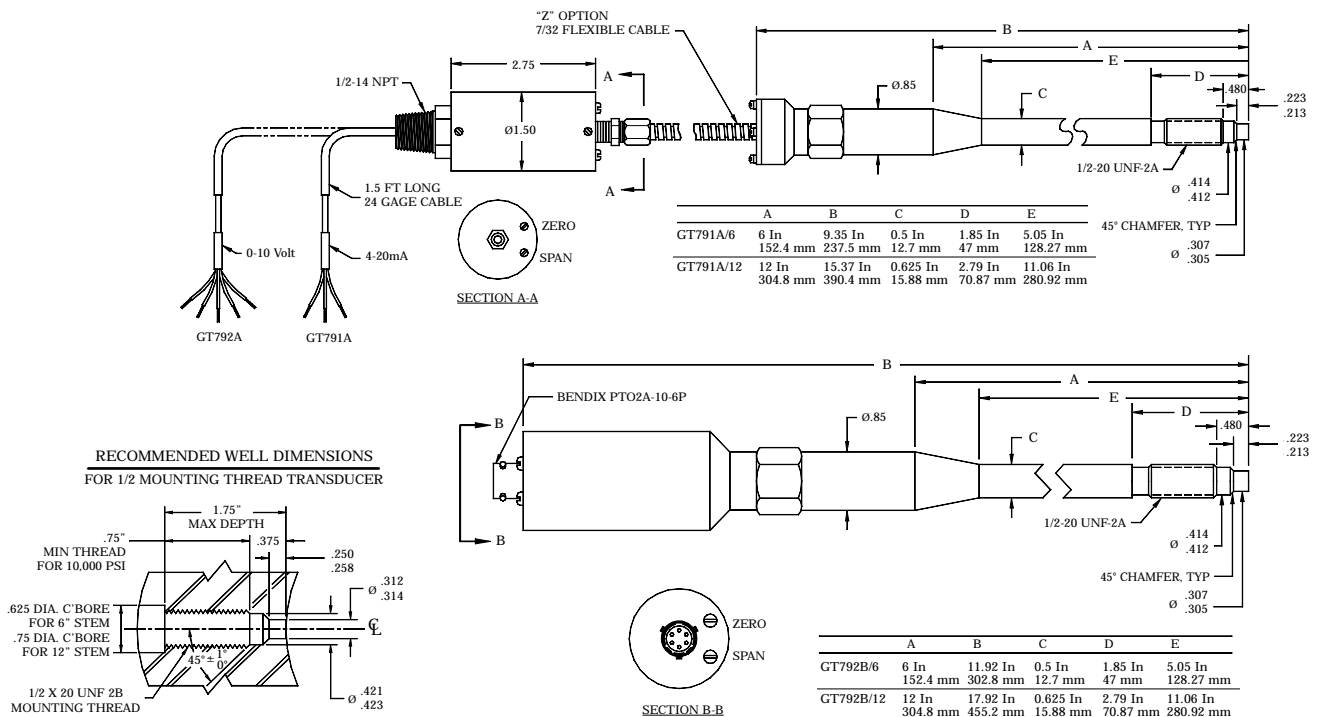 "Z" OPTION
7/32 FLEXIBLE CABLE
B
A
E
D
2.75
A
1/2-14 NPT
Ø.85
C
.480
.223
.213
Ø1.50
1/2-20 UNF-2A
A
1.5 FT LONG
24 GAGE CABLE
Ø .414
.412
ZERO
SPAN
SECTION A-A
0-10 Volt
4-20mA
GT792A
GT791A
45° CHAMFER, TYP
Ø .307
.305
A B C D E
GT791A/6 6 In 9.35 In 0.5 In 1.85 In 5.05 In
152.4 mm 237.5 mm 12.7 mm 47 mm 128.27 mm
GT791A/12 12 In 15.37 In 0.625 In 2.79 In 11.06 In
304.8 mm 390.4 mm 15.88 mm 70.87 mm 280.92 mm
B
A
E
D
BENDIX PTO2A-10-6P
B
B
Ø.85
C
.480
.223
.213
1/2-20 UNF-2A
Ø .414
.412
45° CHAMFER, TYP
Ø .307
.305
ZERO
SPAN
SECTION B-B
A B C D E
GT792B/6 6 In 11.92 In 0.5 In 1.85 In 5.05 In
152.4 mm 302.8 mm 12.7 mm 47 mm 128.27 mm
GT792B/12 12 In 17.92 In 0.625 In 2.79 In 11.06 In
304.8 mm 455.2 mm 15.88 mm 70.87 mm 280.92 mm
RECOMMENDED WELL DIMENSIONS
FOR 1/2 MOUNTING THREAD TRANSDUCER
1.75"
MAX DEPTH
.75"
MIN THREAD
FOR 10,000 PSI
.375
.250
.258
Ø .312
.314
℄
.625 DIA. C'BORE
FOR 6" STEM
.75 DIA. C'BORE
FOR 12" STEM
45° ± 1°
0°
1/2 X 20 UNF 2B
MOUNTING THREAD
Ø .421
.423